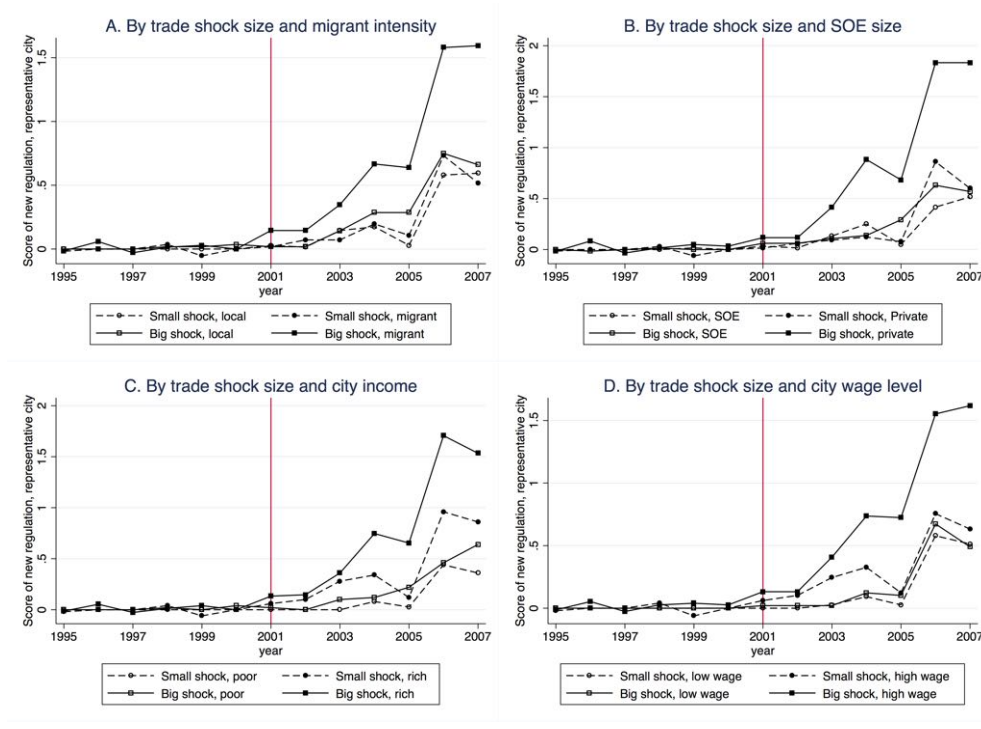 A. By trade shock size and migrant intensity
Score of new regulation, representative city
1.5
1
.5
0
1995 1997 1999 2001 2003 2005 2007
year
Small shock, local Small shock, migrant
Big shock, local Big shock, migrant
B. By trade shock size and SOE size
Score of new regulation, representative city
2
1.5
1
.5
0
1995 1997 1999 2001 2003 2005 2007
year
Small shock, SOE Small shock, Private
Big shock, SOE Big shock, private
C. By trade shock size and city income
Score of new regulation, representative city
2
1.5
1
.5
0
1995 1997 1999 2001 2003 2005 2007
year
Small shock, poor Small shock, rich
Big shock, poor Big shock, rich
D. By trade shock size and city wage level
Score of new regulation, representative city
1.5
1
.5
0
1995 1997 1999 2001 2003 2005 2007
year
Small shock, low wage Small shock, high wage
Big shock, low wage Big shock, high wage